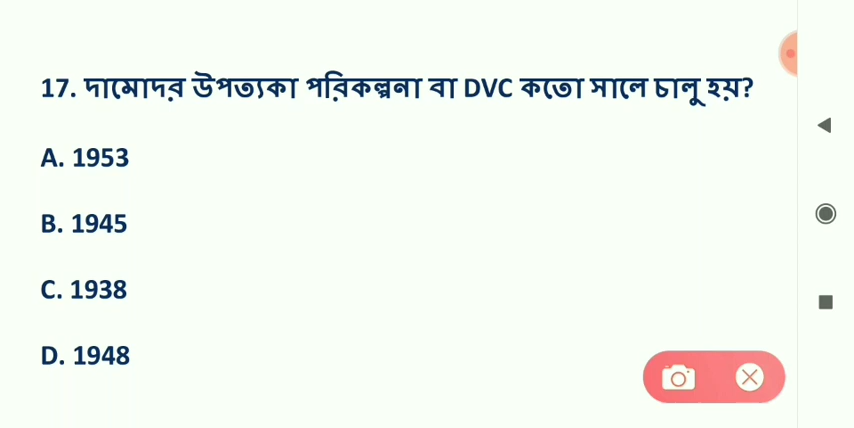 17. দামোদর উপত্যকা পরিকল্পনা বা DVC কতো সালে চালু হয়?
A. 1953
B. 1945
C. 1938
D. 1948